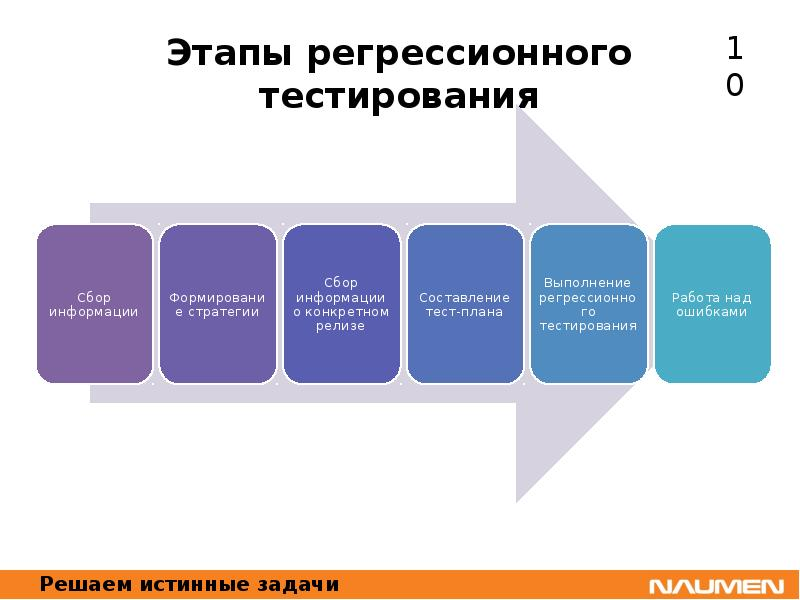 Этапы регрессионного
тестирования
1
0
Сбор
информации
Формировани
е стратегии
Сбор
информации
о конкретном
релизе
Составление
тест-плана
Выполнение
регрессионно
го
тестирования
Работа над
ошибками
Решаем истинные задачи
NAUMEN